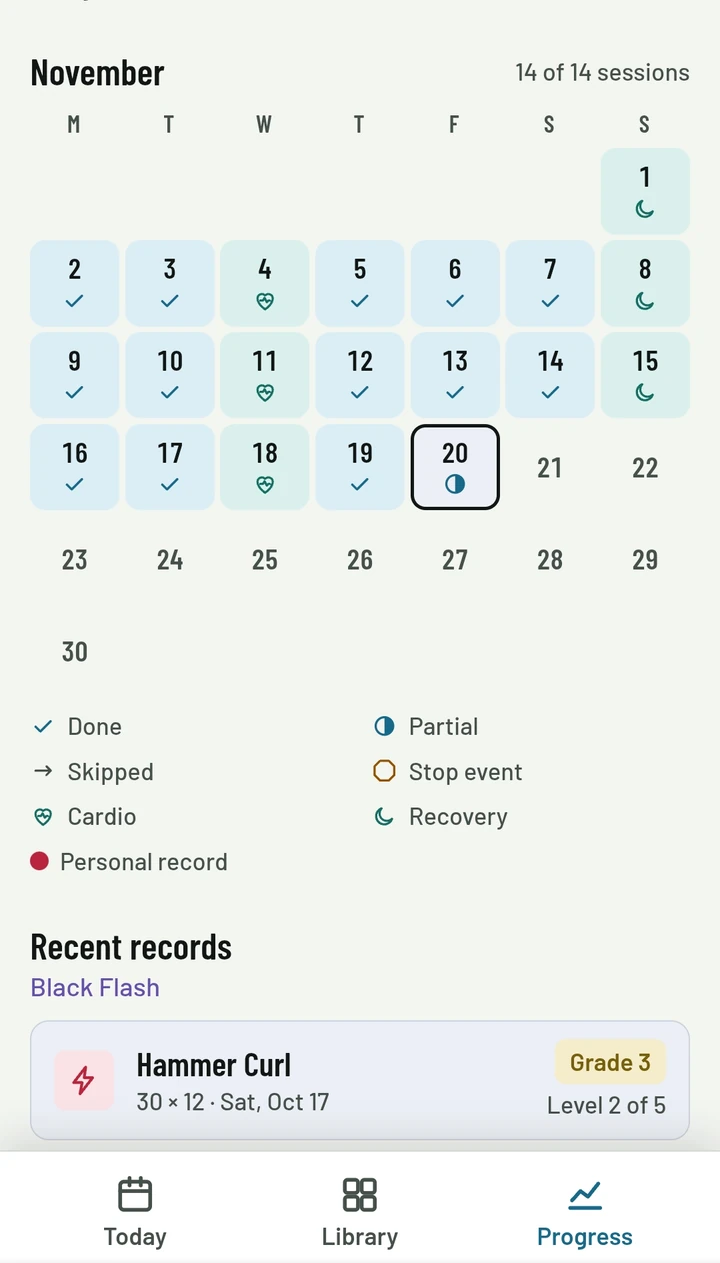 November
14 of 14 sessions
M T W T F S S
1
2 3 4 5 6 7 8
9 10 11 12 13 14 15
16 17 18 19 20 21 22
23 24 25 26 27 28 29
30
Done
Partial
Skipped
Stop event
Cardio
Recovery
Personal record
Recent records
Black Flash
Hammer Curl
Grade 3
30 × 12 · Sat, Oct 17
Level 2 of 5
Today
Library
Progress